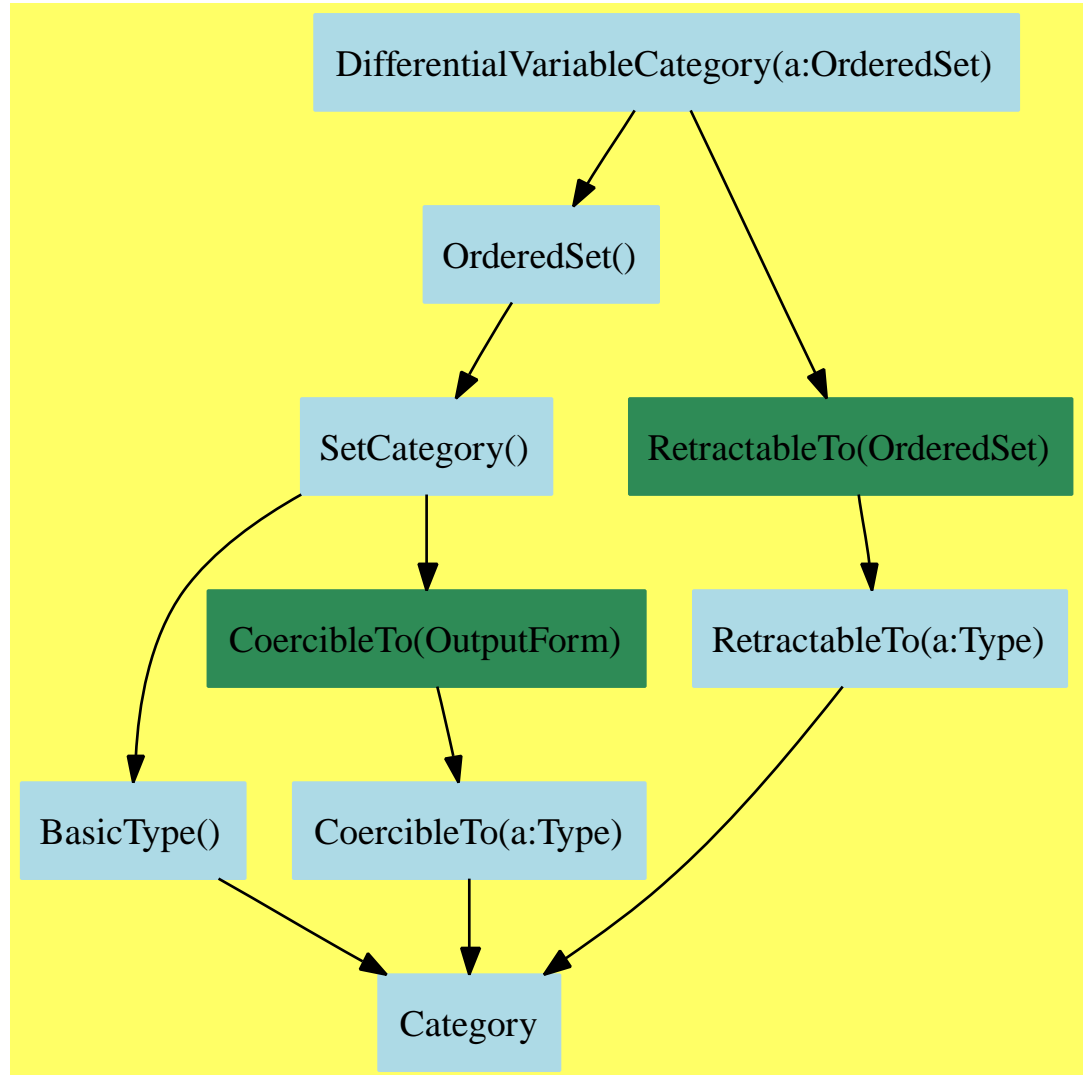 DifferentialVariableCategory(a:OrderedSet)
OrderedSet()
SetCategory()
RetractableTo(OrderedSet)
CoercibleTo(OutputForm)
RetractableTo(a:Type)
BasicType()
CoercibleTo(a:Type)
Category